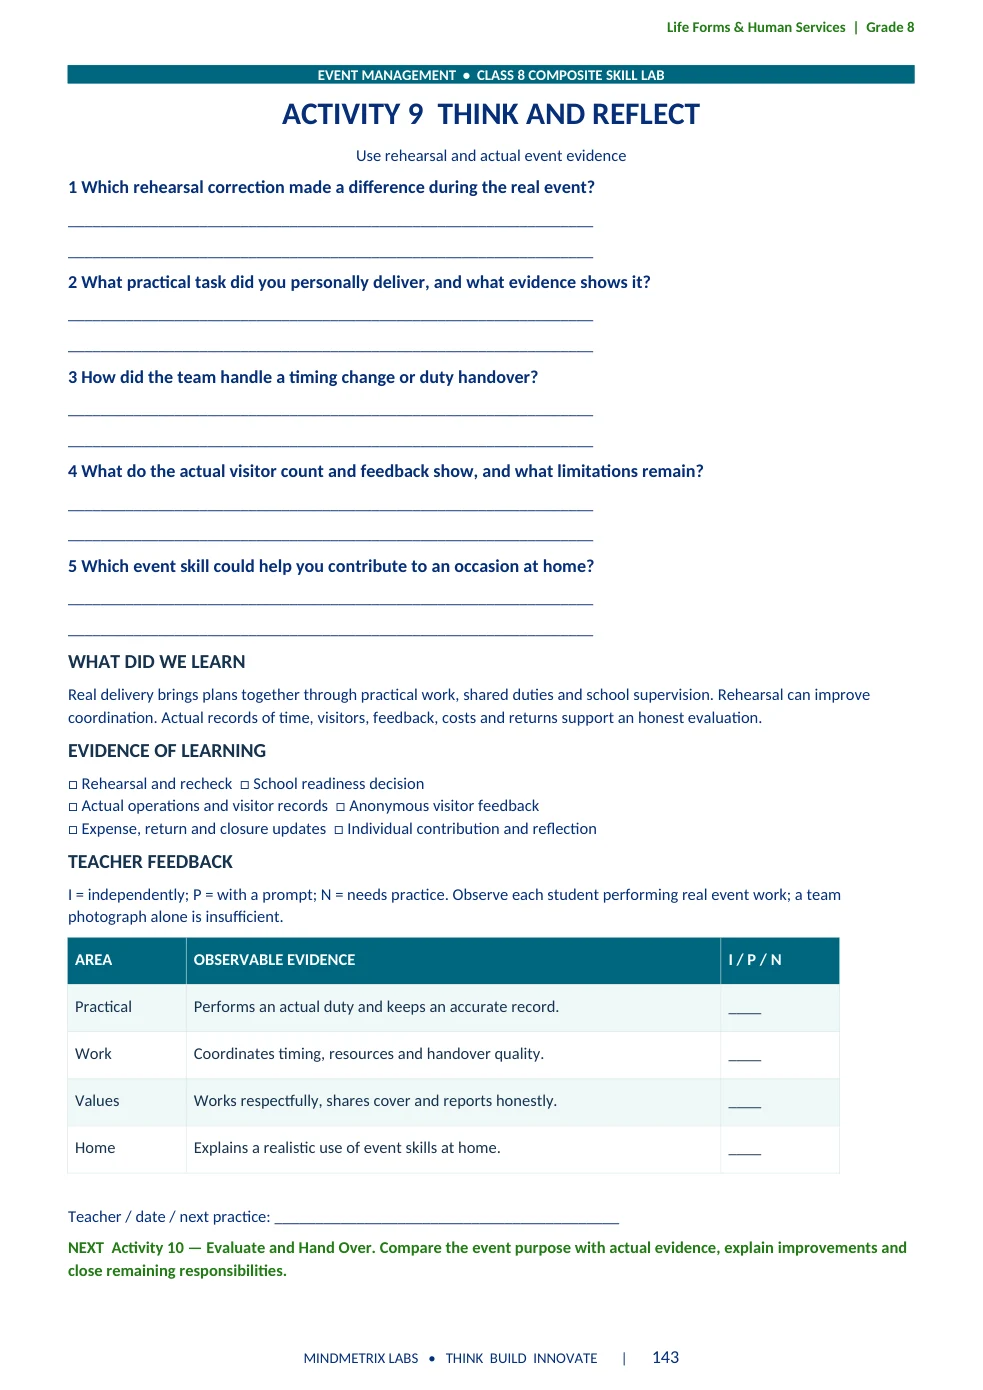 Life Forms & Human Services | Grade 8
EVENT MANAGEMENT ● CLASS 8 COMPOSITE SKILL LAB
ACTIVITY 9 THINK AND REFLECT
Use rehearsal and actual event evidence
1 Which rehearsal correction made a difference during the real event?
2 What practical task did you personally deliver, and what evidence shows it?
3 How did the team handle a timing change or duty handover?
4 What do the actual visitor count and feedback show, and what limitations remain?
5 Which event skill could help you contribute to an occasion at home?
WHAT DID WE LEARN
Real delivery brings plans together through practical work, shared duties and school supervision. Rehearsal can improve
coordination. Actual records of time, visitors, feedback, costs and returns support an honest evaluation.
EVIDENCE OF LEARNING
□ Rehearsal and recheck □ School readiness decision
□ Actual operations and visitor records □ Anonymous visitor feedback
□ Expense, return and closure updates □ Individual contribution and reflection
TEACHER FEEDBACK
I = independently; P = with a prompt; N = needs practice. Observe each student performing real event work; a team
photograph alone is insufficient.
AREA OBSERVABLE EVIDENCE I / P / N
Practical Performs an actual duty and keeps an accurate record. ____
Work Coordinates timing, resources and handover quality. ____
Values Works respectfully, shares cover and reports honestly. ____
Home Explains a realistic use of event skills at home. ____
Teacher / date / next practice: ____
NEXT Activity 10 — Evaluate and Hand Over. Compare the event purpose with actual evidence, explain improvements and
close remaining responsibilities.
MINDMETRIX LABS ● THINK BUILD INNOVATE | 143